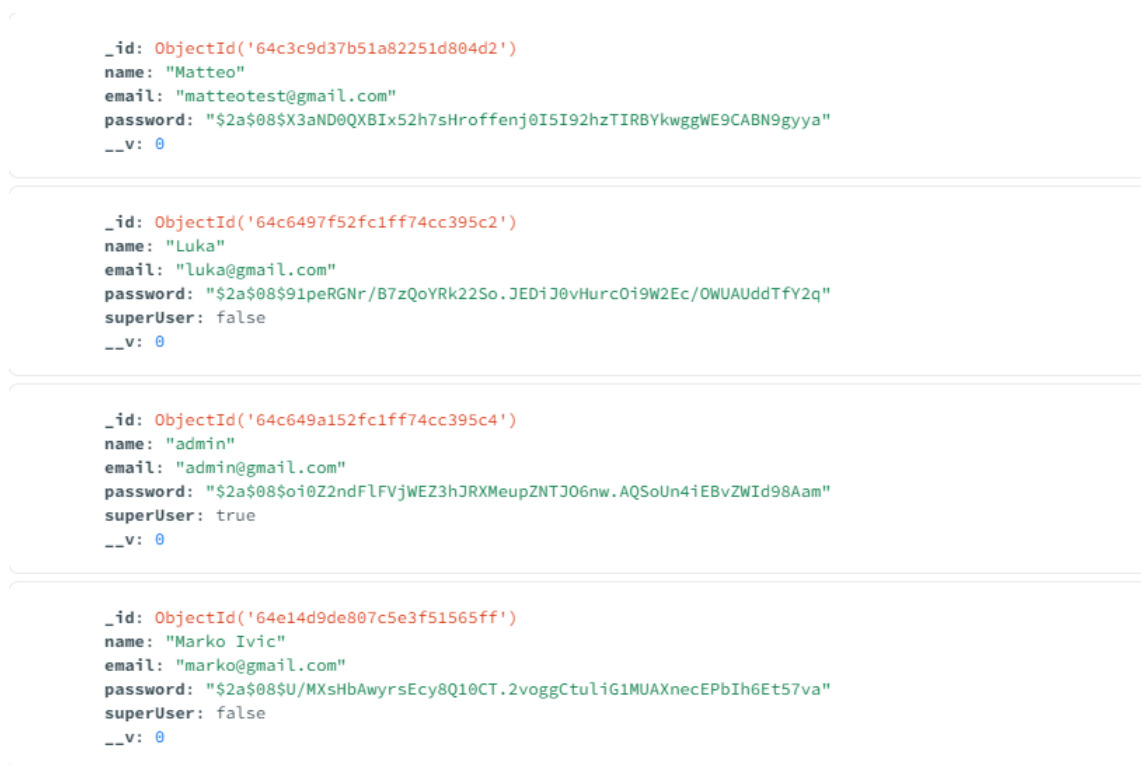 _id: ObjectId('64c3c9d37b51a82251d804d2')
name: "Matteo"
email: "matteotest@gmail.com"
password: "$2a$08$X3aND0QXBIx52h7sHroffenj0I5I92hzTIRBYkwggWE9CABN9gyya"
__v: 0
_id: ObjectId('64c6497f52fc1ff74cc395c2')
name: "Luka"
email: "luka@gmail.com"
password: "$2a$08$91peRGNr/B7zQoYRk22So.JEDiJ0vHurcOi9W2Ec/OWUAUddTfY2q"
superUser: false
__v: 0
_id: ObjectId('64c649a152fc1ff74cc395c4')
name: "admin"
email: "admin@gmail.com"
password: "$2a$08$oi0Z2ndFlFVjWEZ3hJRXMeupZNTJO6nw.AQSoUn4iEBvZWId98Aam"
superUser: true
__v: 0
_id: ObjectId('64e14d9de807c5e3f51565ff')
name: "Marko Ivic"
email: "marko@gmail.com"
password: "$2a$08$U/MXsHbAwyrsEcy8Q10CT.2voggCtuliG1MUAXnecEPbIh6Et57va"
superUser: false
__v: 0